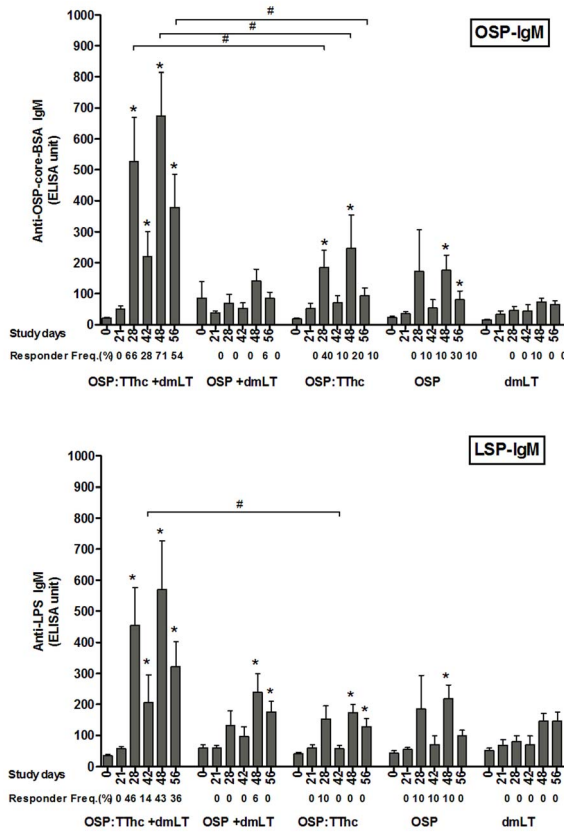 #
OSP-IgM
#
#
1000
900
800
700
600
500
400
300
200
100
0
Anti-OSP-core-BSA IgM
(ELISA unit)
* * * * * * * *
Study days 0 21 28 42 48 56 0 21 28 42 48 56 0 21 28 42 48 56 0 21 28 42 48 56 0 21 28 42 48 56
Responder Freq.(%) 0 66 28 71 54 0 0 0 6 0 0 40 10 20 10 0 10 10 30 10 0 0 10 0 0
OSP:TThc +dmLT OSP +dmLT OSP:TThc OSP dmLT
LSP-IgM
#
1000
900
800
700
600
500
400
300
200
100
0
Anti-LPS IgM
(ELISA unit)
* * * * * * * * *
Study days 0 21 28 42 48 56 0 21 28 42 48 56 0 21 28 42 48 56 0 21 28 42 48 56 0 21 28 42 48 56
Responder Freq.(%) 0 46 14 43 36 0 0 0 6 0 0 10 0 0 0 0 10 0 10 0 0 0 0 0 0
OSP:TThc +dmLT OSP +dmLT OSP:TThc OSP dmLT